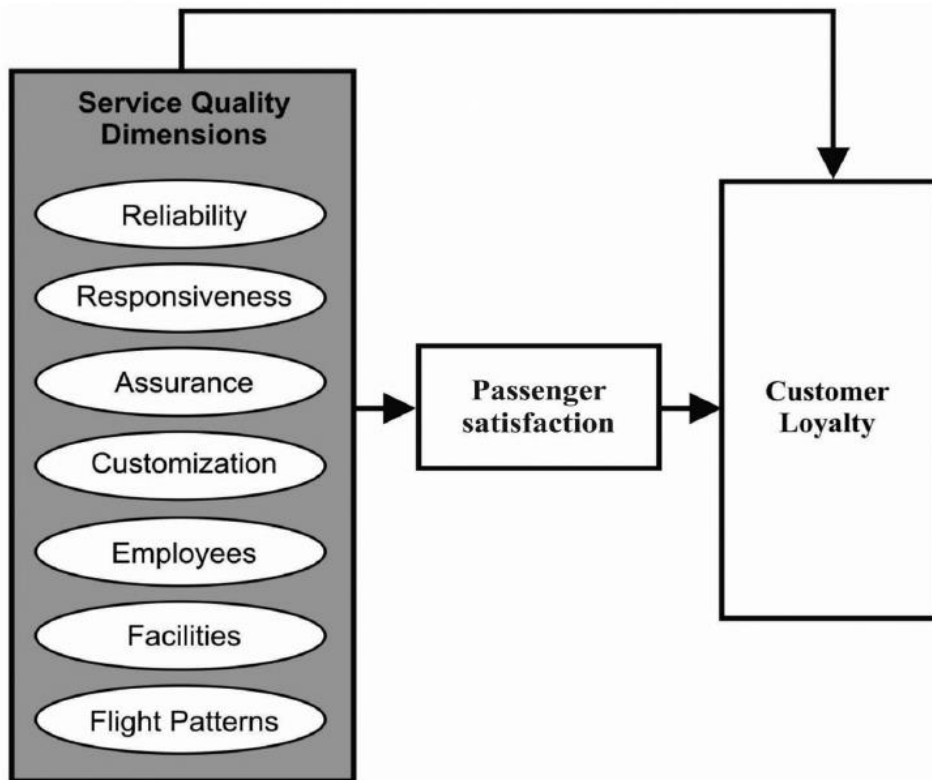 Service Quality
Dimensions
Reliability
Responsiveness
Assurance
Customization
Employees
Facilities
Flight Patterns
Passenger
satisfaction
Customer
Loyalty